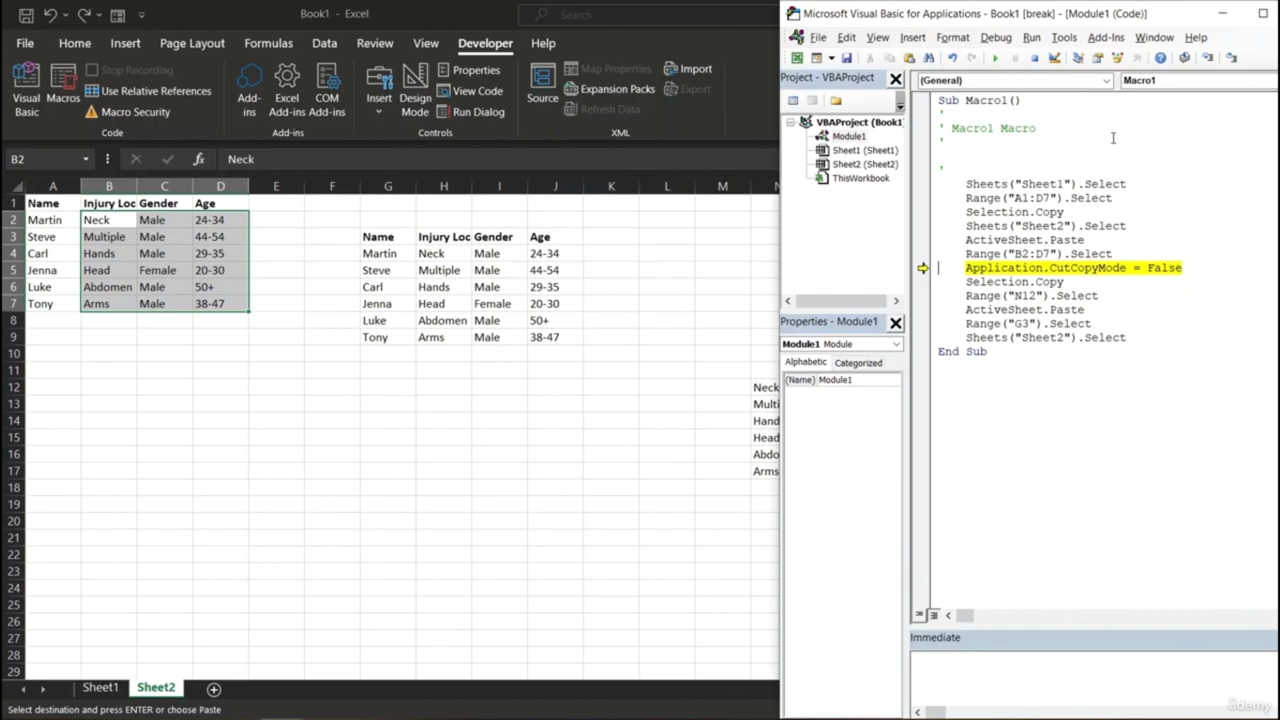 Book1 - Excel
Search
File Home Insert Page Layout Formulas Data Review View Developer Help
Visual Basic
Macros
Stop Recording
Use Relative References
Macro Security
Code
Add-ins
Excel Add-ins
COM Add-ins
Add-ins
Insert
Design Mode
Properties
View Code
Run Dialog
Controls
Source
Map Properties
Expansion Packs
Refresh Data
Import
Export
XML
B2
fx
Neck
A B C D E F G H I J K L M N
1 Name Injury Loc Gender Age
2 Martin Neck Male 24-34
3 Steve Multiple Male 44-54 Name Injury Loc Gender Age
4 Carl Hands Male 29-35 Martin Neck Male 24-34
5 Jenna Head Female 20-30 Steve Multiple Male 44-54
6 Luke Abdomen Male 50+ Carl Hands Male 29-35
7 Tony Arms Male 38-47 Jenna Head Female 20-30
8 Luke Abdomen Male 50+
9 Tony Arms Male 38-47
10
11
12 Neck
13 Multi
14 Hand
15 Head
16 Abdo
17 Arms
18
19
20
21
22
23
24
25
26
27
28
29
Sheet1 Sheet2
Select destination and press ENTER or choose Paste
Microsoft Visual Basic for Applications - Book1 [break] - [Module1 (Code)]
File Edit View Insert Format Debug Run Tools Add-Ins Window Help
Project - VBAProject
VBAProject (Book1)
Module1
Sheet1 (Sheet1)
Sheet2 (Sheet2)
ThisWorkbook
Properties - Module1
Module1 Module
Alphabetic Categorized
(Name) Module1
(General) Macro1
Sub Macro1()
'
' Macro1 Macro
'
'
Sheets("Sheet1").Select
Range("A1:D7").Select
Selection.Copy
Sheets("Sheet2").Select
ActiveSheet.Paste
Range("B2:D7").Select
Application.CutCopyMode = False
Selection.Copy
Range("N12").Select
ActiveSheet.Paste
Range("G3").Select
Sheets("Sheet2").Select
End Sub
Immediate
ûdemy